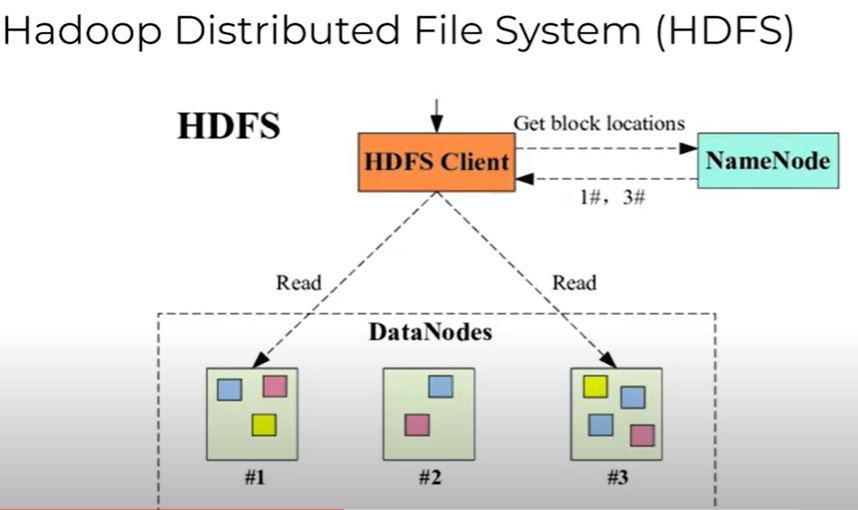 Hadoop Distributed File System (HDFS)
HDFS
Get block locations
HDFS Client
NameNode
1#, 3#
Read
Read
DataNodes
#1
#2
#3